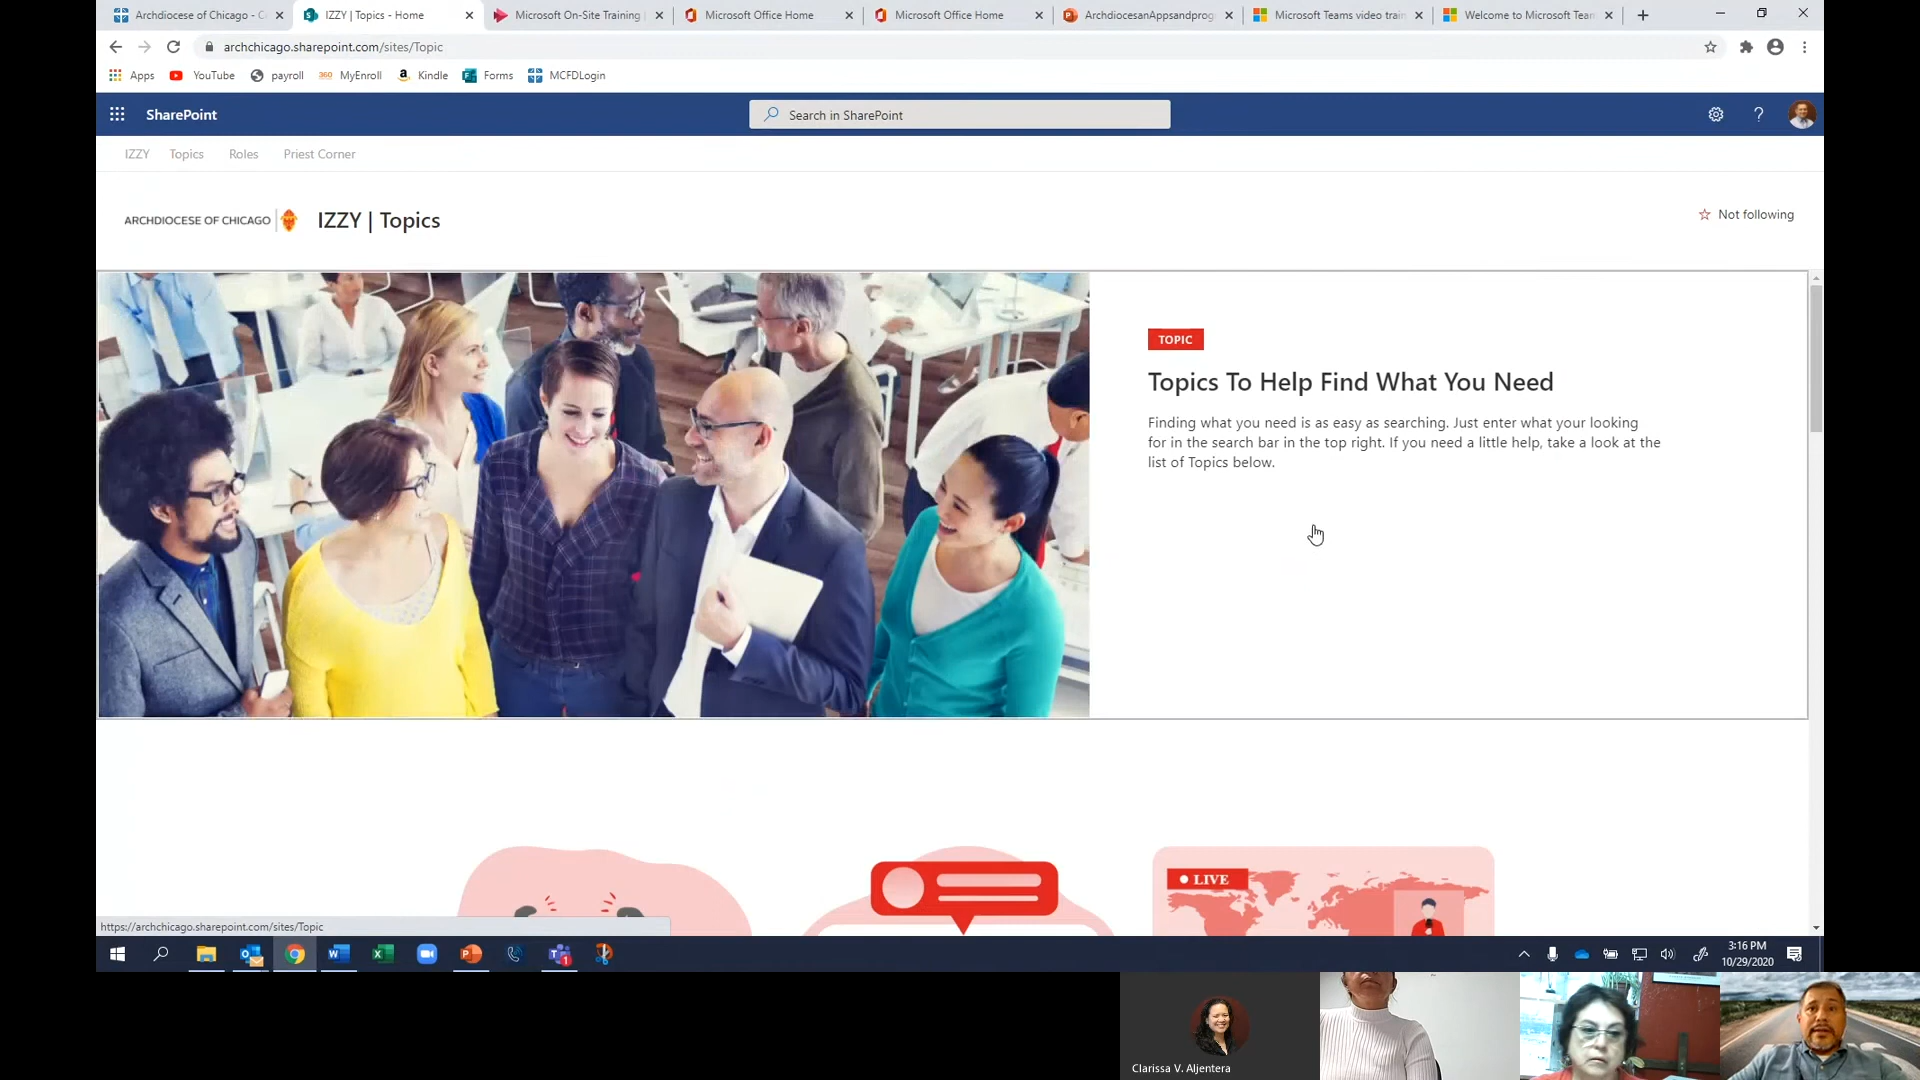 Archdiocese of Chicago - C
IZZY | Topics - Home
Microsoft On-Site Training
Microsoft Office Home
Microsoft Office Home
ArchdiocesanAppsandprog
Microsoft Teams video train
Welcome to Microsoft Team
archchicago.sharepoint.com/sites/Topic
Apps
YouTube
payroll
360 MyEnroll
Kindle
Forms
MCFDLogin
SharePoint
Search in SharePoint
IZZY
Topics
Roles
Priest Corner
ARCHDIOCESE OF CHICAGO
IZZY | Topics
Not following
TOPIC
Topics To Help Find What You Need
Finding what you need is as easy as searching. Just enter what your looking
for in the search bar in the top right. If you need a little help, take a look at the
list of Topics below.
LIVE
https://archchicago.sharepoint.com/sites/Topic
3:16 PM
10/29/2020
Clarissa V. Aljentera